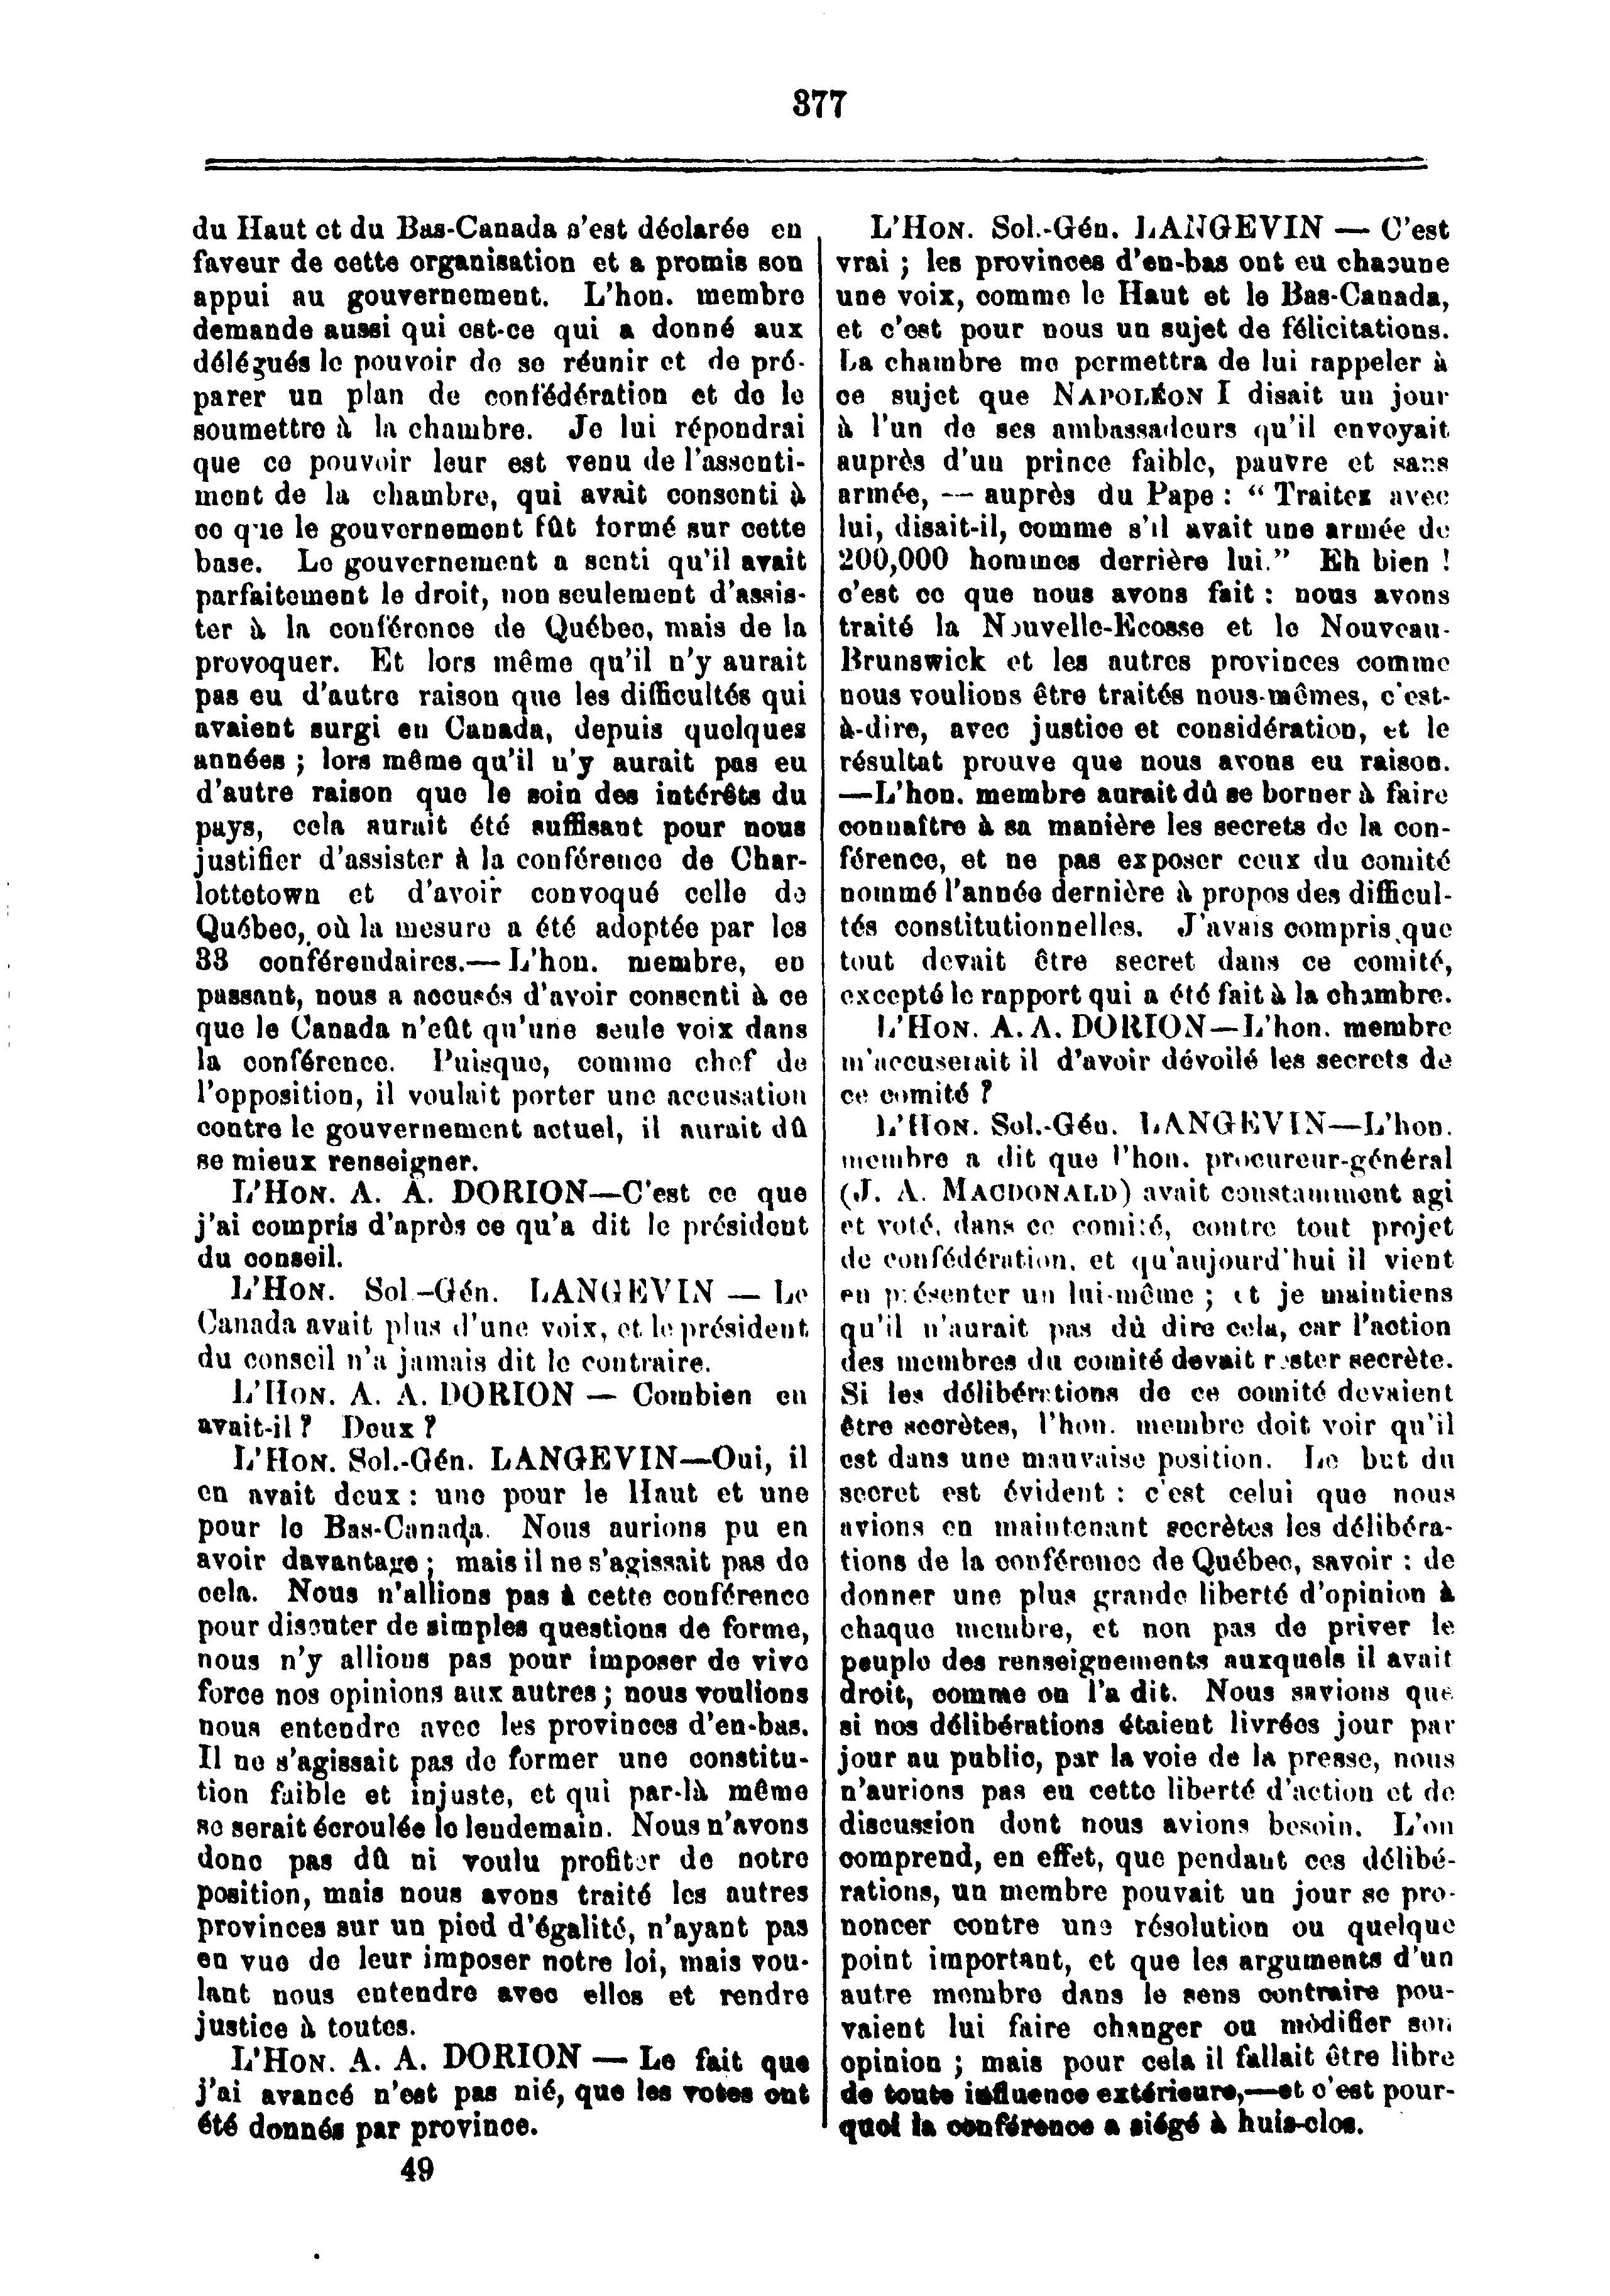 377
du Haut et du Bas-Canada s'est déclarée en
faveur de cette organisation et a promis son
appui au gouvernement. L'hon. membre
demande aussi qui est-ce qui a donné aux
délégués le pouvoir de se réunir et de pré-
parer un plan de confédération et de le
soumettre à la chambre. Je lui répondrai
que ce pouvoir leur est venu de l'assenti-
ment de la chambre, qui avait consenti à
ce que le gouvernement fût formé sur cette
base. Le gouvernement a senti qu'il avait
parfaitement le droit, non seulement d'assis-
ter à la conférence de Québec, mais de la
provoquer. Et lors même qu'il n'y aurait
pas eu d'autre raison que les difficultés qui
avaient surgi en Canada, depuis quelques
années ; lors même qu'il n'y aurait pas eu
d'autre raison que le soin des intérêts du
pays, cela aurait été suffisant pour nous
justifier d'assister à la conférence de Char-
lottetown et d'avoir convoqué celle de
Québec, où la mesure a été adoptée par les
33 conférendaires.— L'hon. membre, en
passant, nous a accusés d'avoir consenti à ce
que le Canada n'eût qu'une seule voix dans
la conférence. Puisque, comme chef de
l'opposition, il voulait porter une accusation
contre le gouvernement actuel, il aurait dû
se mieux renseigner.
L'HON. A. A. DORION—C'est ce que
j'ai compris d'après ce qu'a dit le président
du conseil.
L'HON. Sol.-Gén. LANGEVIN — Le
Canada avait plus d'une voix, et le président
du conseil n'a jamais dit le contraire.
L'HON. A. A. DORION — Combien en
avait-il ? Deux ?
L'HON. Sol.-Gén. LANGEVIN—Oui, il
en avait deux : une pour le Haut et une
pour le Bas-Canada. Nous aurions pu en
avoir davantage ; mais il ne s'agissait pas de
cela. Nous n'allions pas à cette conférence
pour discuter de simples questions de forme,
nous n'y allions pas pour imposer de vive
force nos opinions aux autres ; nous voulions
nous entendre avec les provinces d'en-bas.
Il ne s'agissait pas de former une constitu-
tion faible et injuste, et qui par-là même
se serait écroulée le lendemain. Nous n'avons
donc pas dû ni voulu profiter de notre
position, mais nous avons traité les autres
provinces sur un pied d'égalité, n'ayant pas
en vue de leur imposer notre loi, mais vou-
lant nous entendre avec elles et rendre
justice à toutes.
L'HON. A. A. DORION — Le fait que
j'ai avancé n'est pas nié, que les votes ont
été donnés par province.
49
L'HON. Sol.-Gén. LANGEVIN — C'est
vrai ; les provinces d'en-bas ont eu chacune
une voix, comme le Haut et le Bas-Canada,
et c'est pour nous un sujet de félicitations.
La chambre me permettra de lui rappeler à
ce sujet que NAPOLÉON I disait un jour
à l'un de ses ambassadeurs qu'il envoyait
auprès d'un prince faible, pauvre et sans
armée, — auprès du Pape : “ Traitez avec
lui, disait-il, comme s'il avait une armée de
200,000 hommes derrière lui.” Eh bien !
c'est ce que nous avons fait : nous avons
traité la Nouvelle-Ecosse et le Nouveau-
Brunswick et les autres provinces comme
nous voulions être traités nous-mêmes, c'est-
à-dire, avec justice et considération, et le
résultat prouve que nous avons eu raison.
—L'hon. membre aurait dû se borner à faire
connaître à sa manière les secrets de la con-
férence, et ne pas exposer ceux du comité
nommé l'année dernière à propos des difficul-
tés constitutionnelles. J'avais compris que
tout devait être secret dans ce comité,
excepté le rapport qui a été fait à la chambre.
L'HON. A. A. DORION—L'hon. membre
m'accuserait il d'avoir dévoilé les secrets de
ce comité ?
L'HON. Sol.-Gén. LANGEVIN—L'hon.
membre a dit que l'hon. procureur-général
(J. A. MACDONALD) avait constamment agi
et voté, dans ce comité, contre tout projet
de confédération, et qu'aujourd'hui il vient
en présenter un lui-même ; et je maintiens
qu'il n'aurait pas dû dire cela, car l'action
des membres du comité devait rester secrète.
Si les délibérations de ce comité devaient
être secrètes, l'hon. membre doit voir qu'il
est dans une mauvaise position. Le but du
secret est évident : c'est celui que nous
avions en maintenant secrètes les délibéra-
tions de la conférence de Québec, savoir : de
donner une plus grande liberté d'opinion à
chaque membre, et non pas de priver le
peuple des renseignements auxquels il avait
droit, comme on l'a dit. Nous savions que
si nos délibérations étaient livrées jour par
jour au public, par la voie de la presse, nous
n'aurions pas eu cette liberté d'action et de
discussion dont nous avions besoin. L'on
comprend, en effet, que pendant ces délibé-
rations, un membre pouvait un jour se pro-
noncer contre une résolution ou quelque
point important, et que les arguments d'un
autre membre dans le sens contraire pou-
vaient lui faire changer ou modifier son
opinion ; mais pour cela il fallait être libre
de toute influence extérieure,—et c'est pour-
quoi la conférence a siégé à huis-clos.